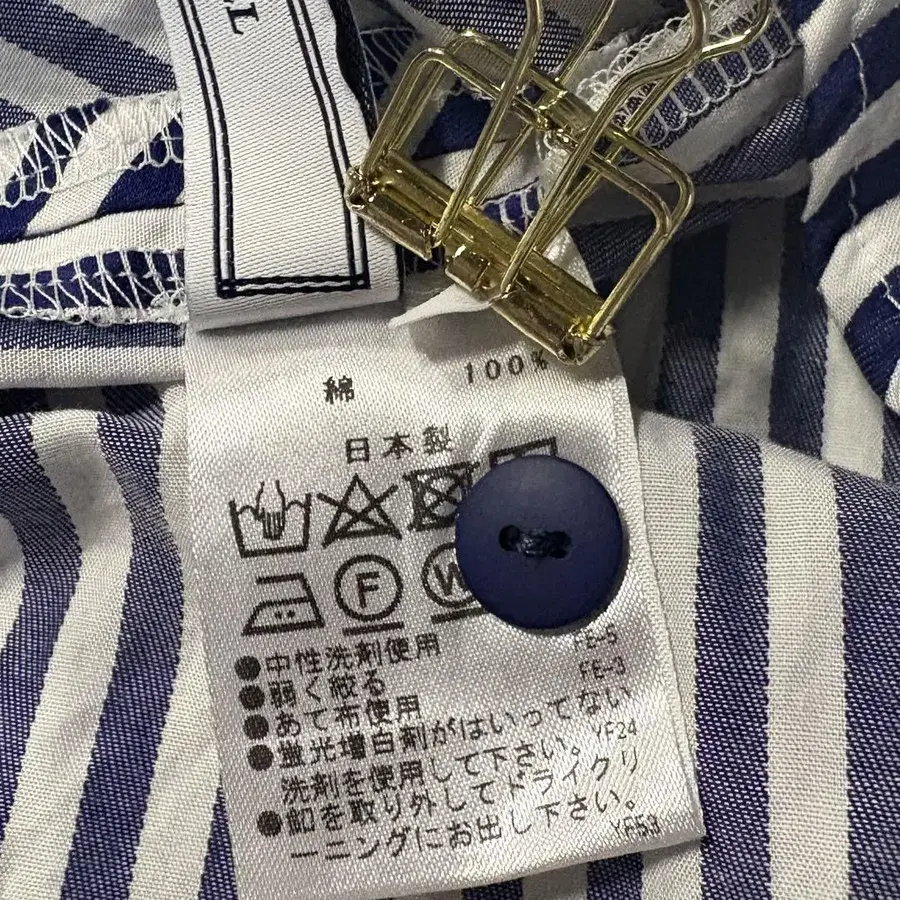 EL
綿 100%
日本製
F W
●中性洗剤使用 FE-5
●弱く絞る FE-3
●あて布使用
●蛍光増白剤がはいってない
洗剤を使用して下さい。YF24
●釦を取り外してドライクリ
ーニングにお出し下さい。
YF53